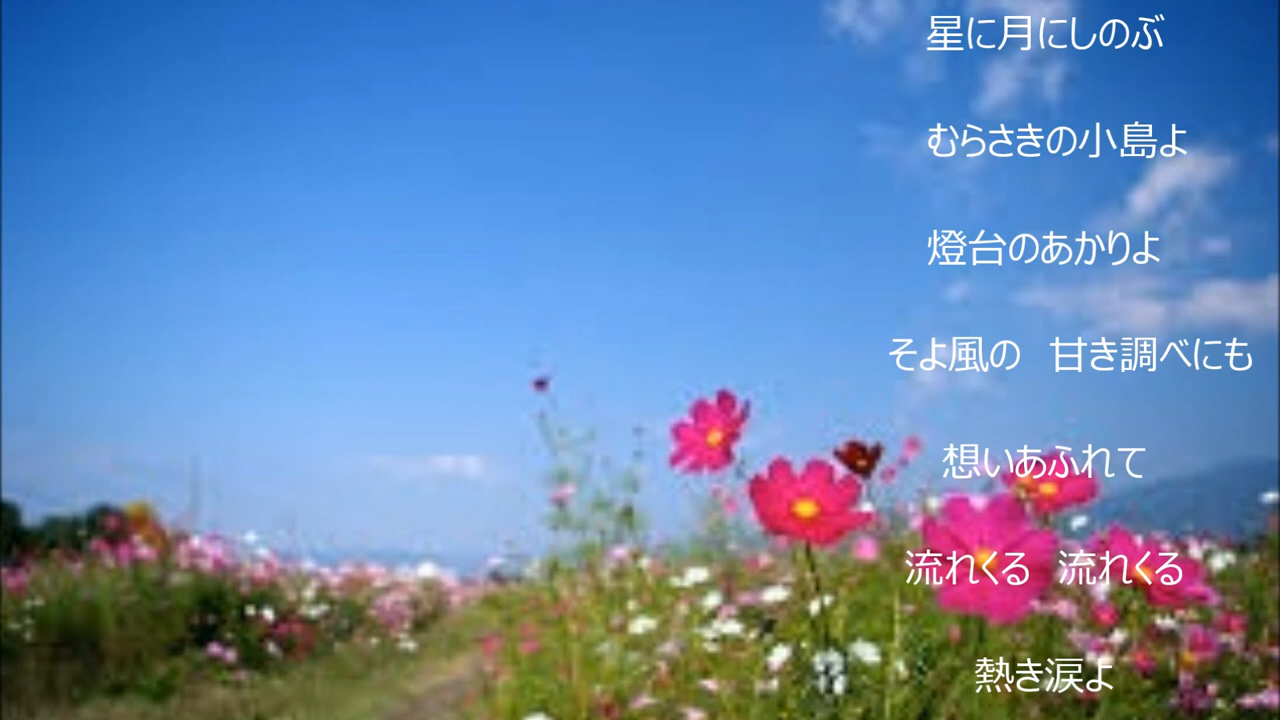 星に月にしのぶ
むらさきの小島よ
燈台のあかりよ
そよ風の　甘き調べにも
想いあふれて
流れくる　流れくる
熱き涙よ